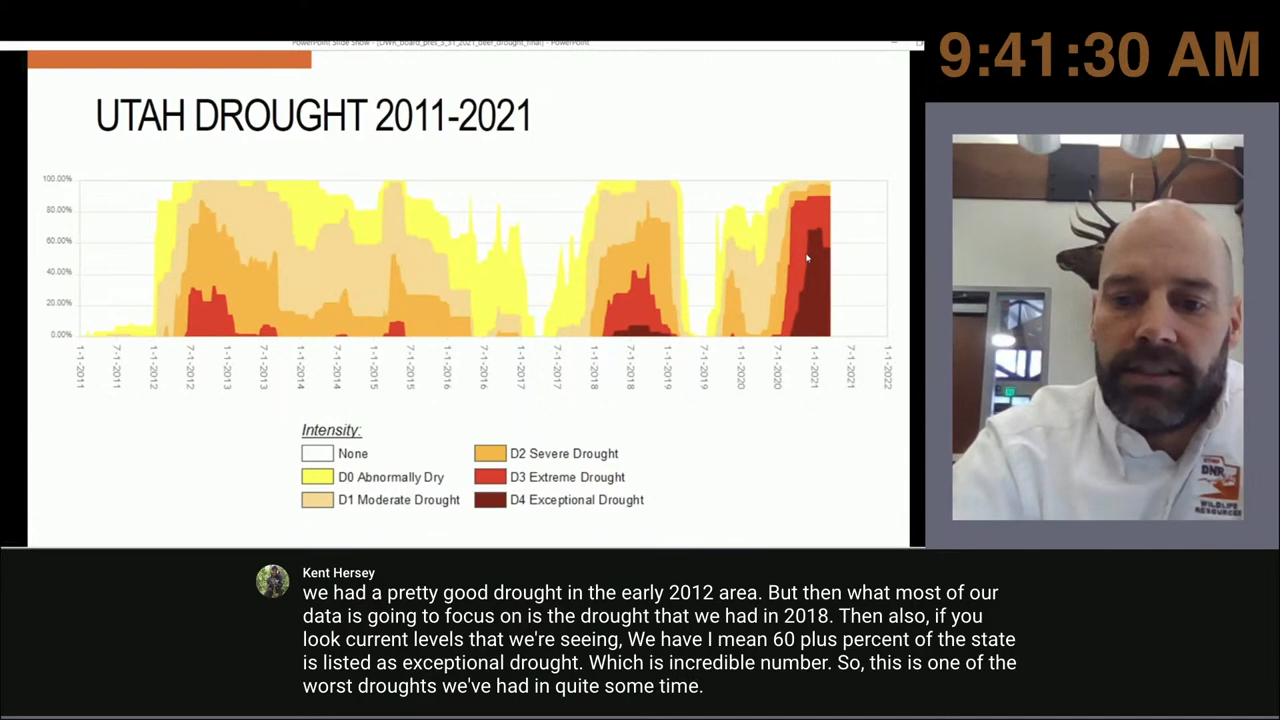 PowerPoint Slide Show - [DWR_board_pres_3_31_2021_deer_drought_final] - PowerPoint
9:41:30 AM
UTAH DROUGHT 2011-2021
100.00%
80.00%
60.00%
40.00%
20.00%
0.00%
1-1-2011
7-1-2011
1-1-2012
7-1-2012
1-1-2013
7-1-2013
1-1-2014
7-1-2014
1-1-2015
7-1-2015
1-1-2016
7-1-2016
1-1-2017
7-1-2017
1-1-2018
7-1-2018
1-1-2019
7-1-2019
1-1-2020
7-1-2020
1-1-2021
7-1-2021
1-1-2022
Intensity:
None
D0 Abnormally Dry
D1 Moderate Drought
D2 Severe Drought
D3 Extreme Drought
D4 Exceptional Drought
UTAH
DNR
WILDLIFE
RESOURCES
Kent Hersey
we had a pretty good drought in the early 2012 area. But then what most of our
data is going to focus on is the drought that we had in 2018. Then also, if you
look current levels that we're seeing, We have I mean 60 plus percent of the state
is listed as exceptional drought. Which is incredible number. So, this is one of the
worst droughts we've had in quite some time.